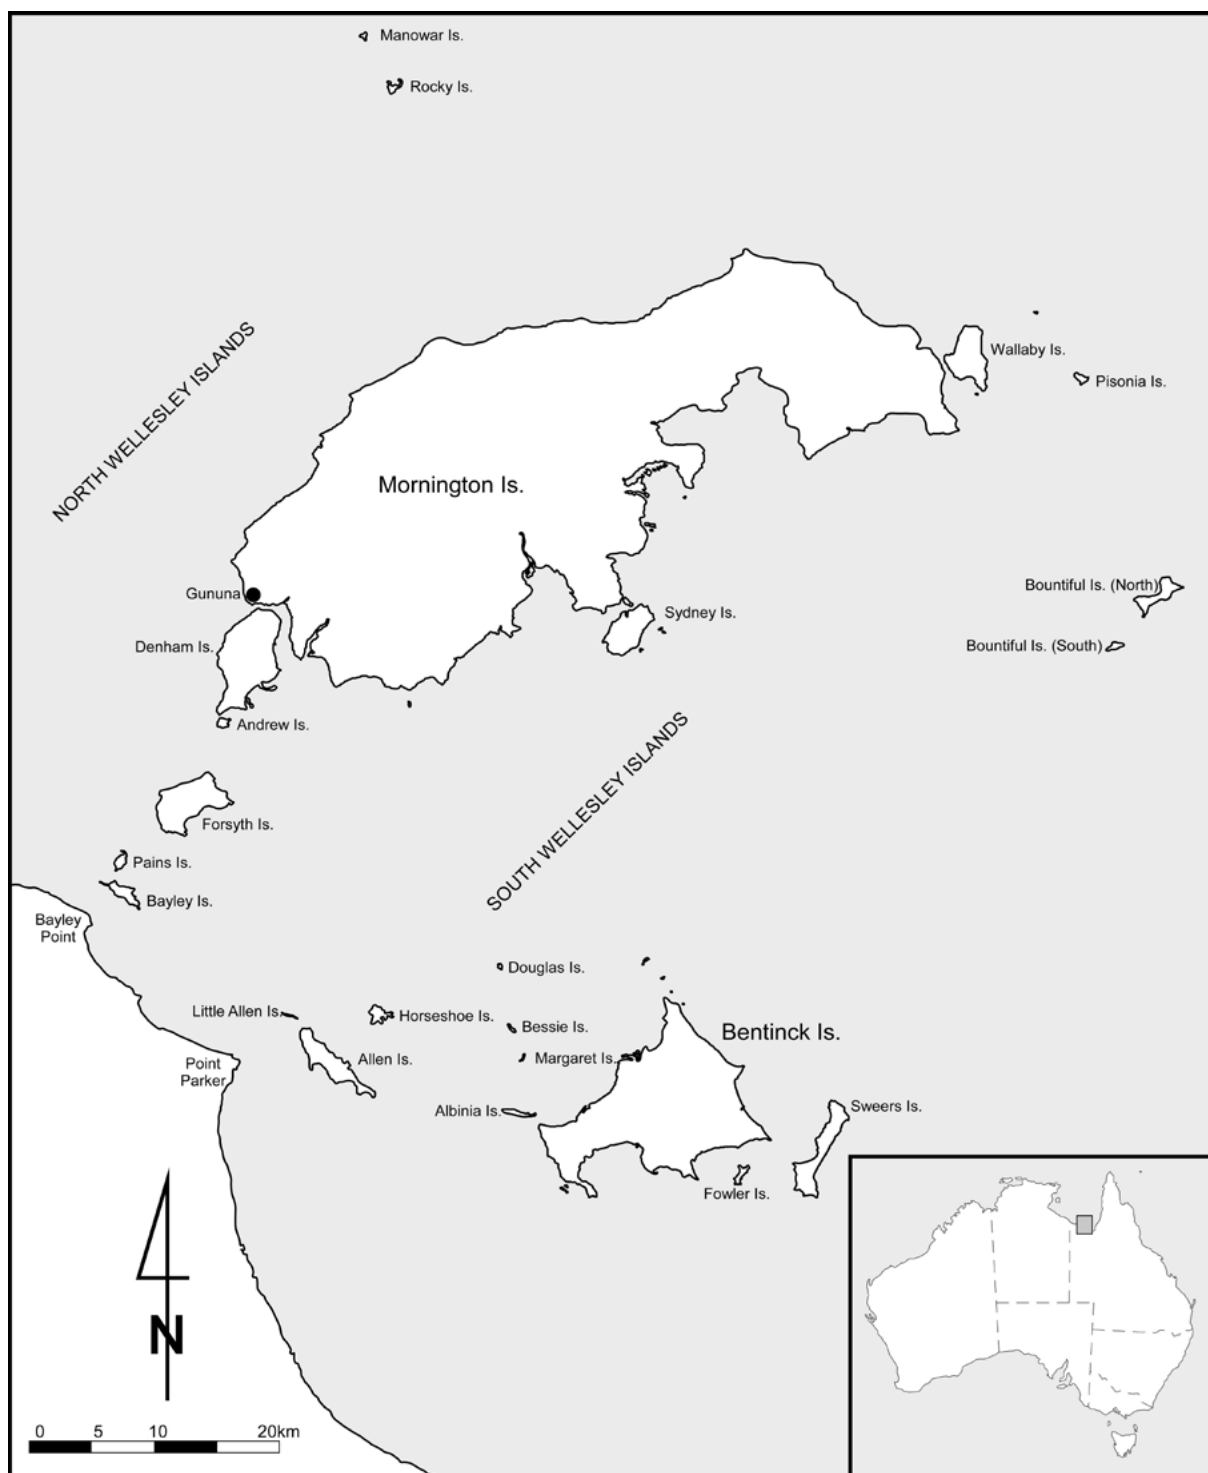 Manowar Is.
Rocky Is.
NORTH WELLESLEY ISLANDS
Wallaby Is.
Pisonia Is.
Mornington Is.
Gununa
Bountiful Is. (North)
Sydney Is.
Denham Is.
Bountiful Is. (South)
Andrew Is.
SOUTH WELLESLEY ISLANDS
Forsyth Is.
Pains Is.
Bayley Is.
Bayley
Point
Douglas Is.
Little Allen Is.
Horseshoe Is.
Bessie Is.
Bentinck Is.
Point
Parker
Allen Is.
Margaret Is.
Albinia Is.
Sweers Is.
Fowler Is.
N
0 5 10 20km